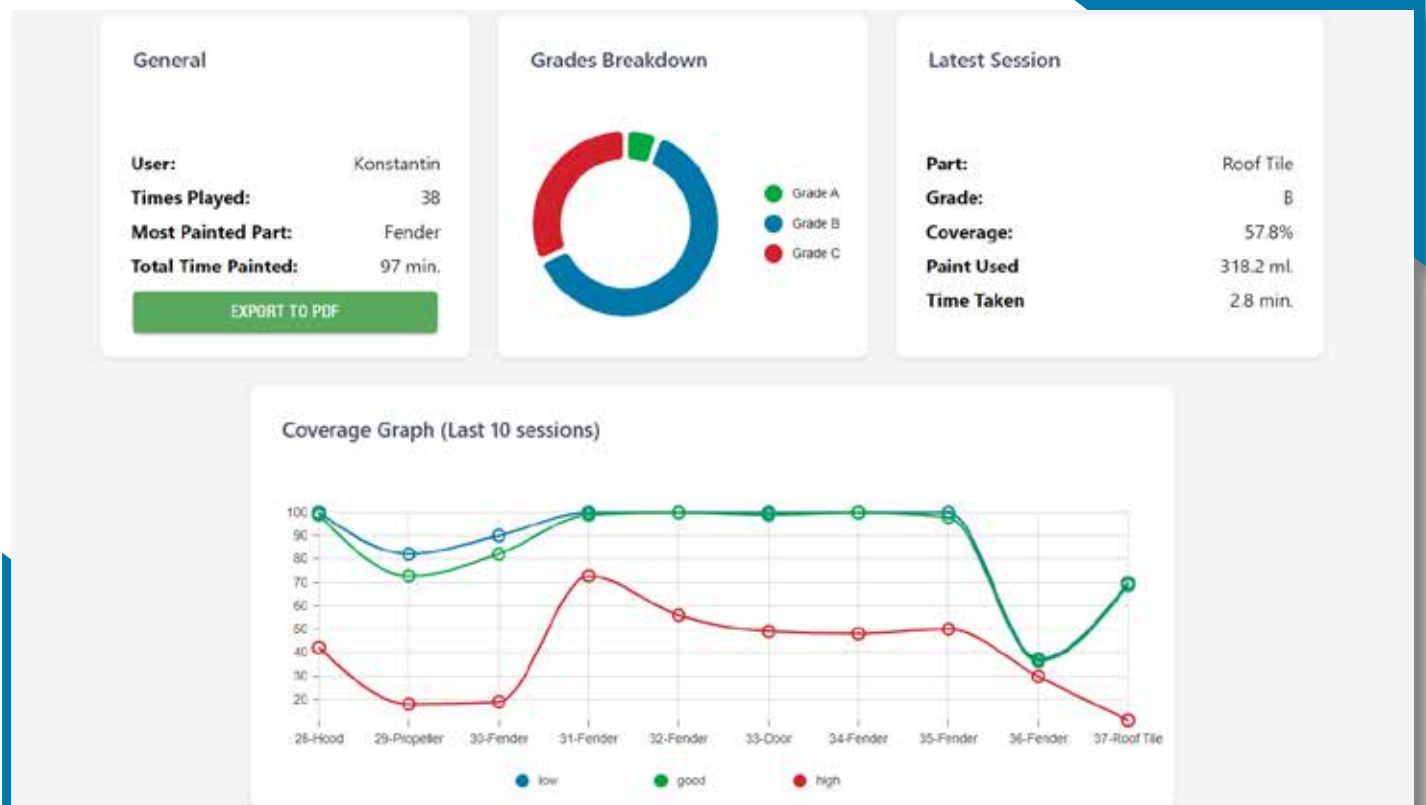 General
User: Konstantin
Times Played: 38
Most Painted Part: Fender
Total Time Painted: 97 min.
EXPORT TO PDF
Grades Breakdown
Grade A
Grade B
Grade C
Latest Session
Part: Roof Tile
Grade: B
Coverage: 57.8%
Paint Used 318.2 ml.
Time Taken 2.8 min.
Coverage Graph (Last 10 sessions)
100
90
80
70
60
50
40
30
20
28-Hood 29-Propeller 30-Fender 31-Fender 32-Fender 33-Door 34-Fender 35-Fender 36-Fender 37-Roof Tile
low good high